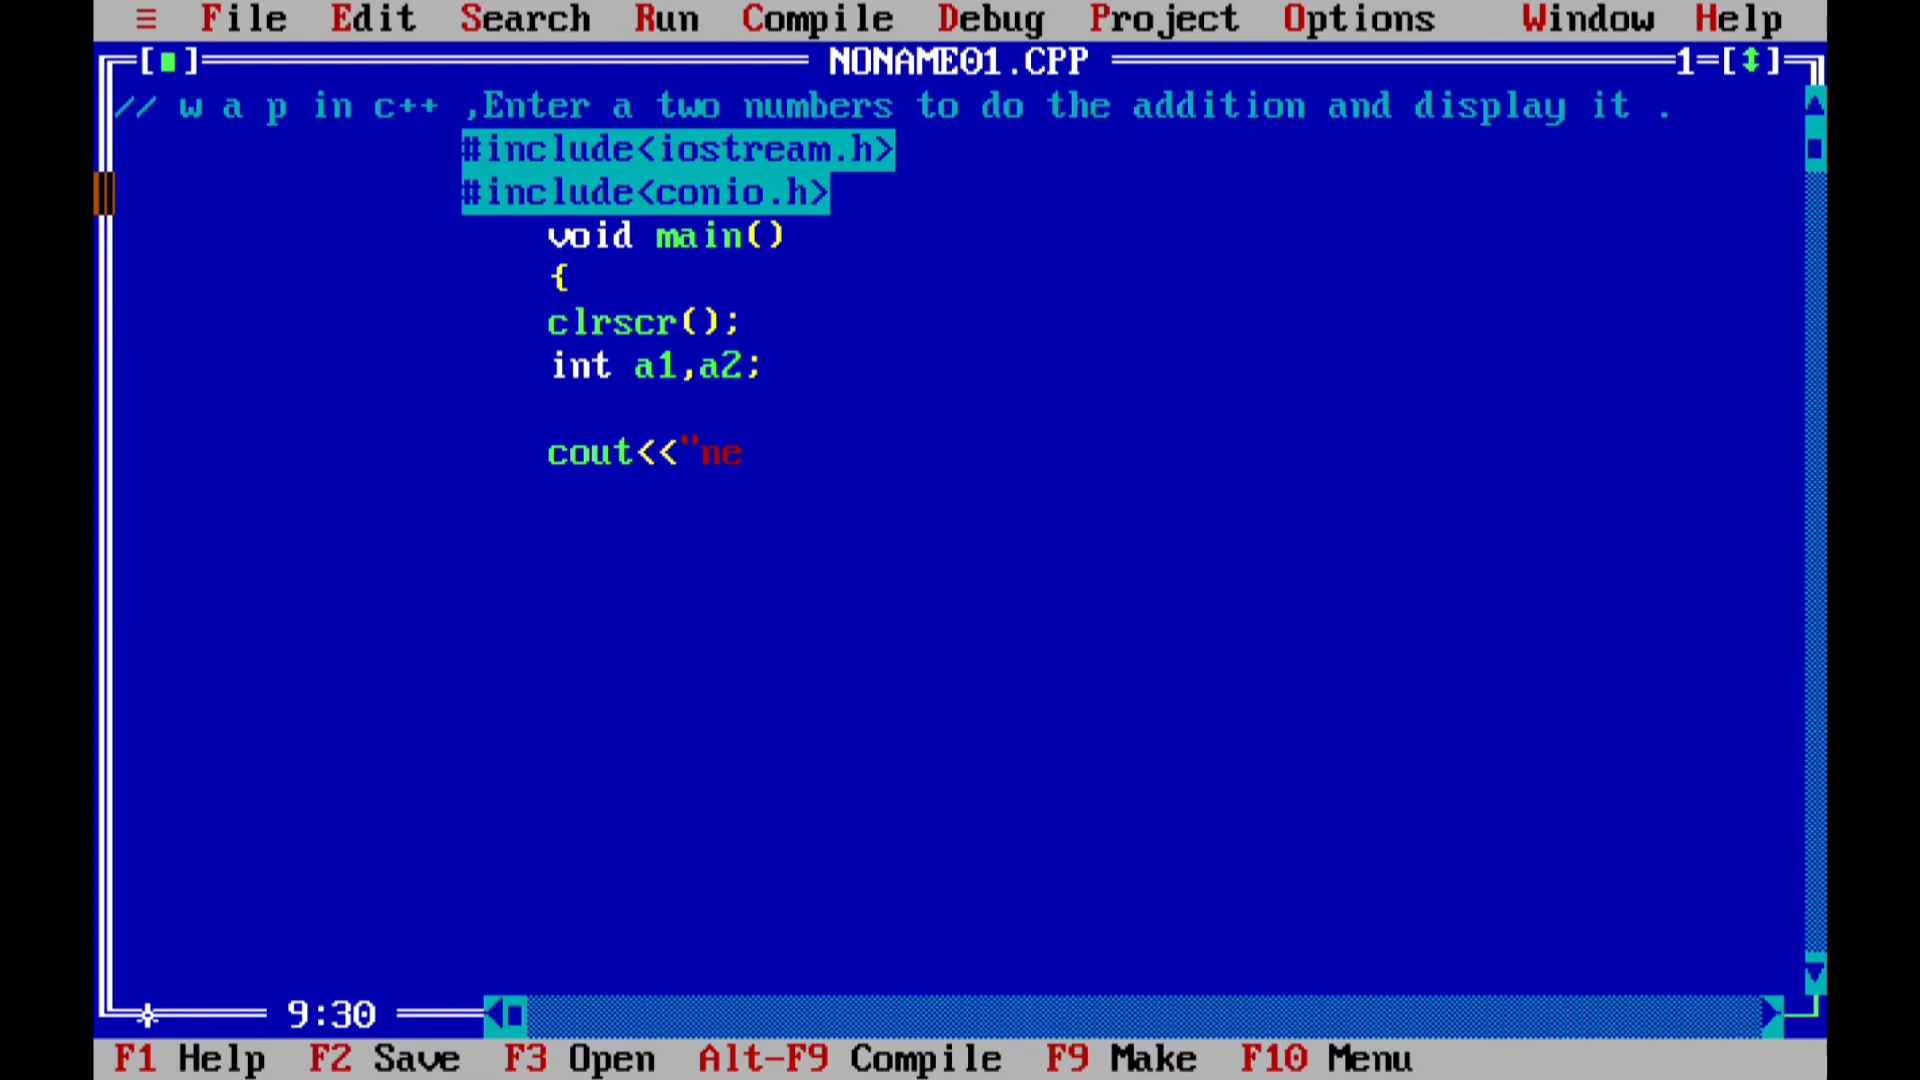 ≡ File Edit Search Run Compile Debug Project Options Window Help
[■] NONAME01.CPP 1=[↕]
// w a p in c++ ,Enter a two numbers to do the addition and display it .
#include<iostream.h>
#include<conio.h>
void main()
{
clrscr();
int a1,a2;
cout<<"ne
9:30
F1 Help F2 Save F3 Open Alt-F9 Compile F9 Make F10 Menu